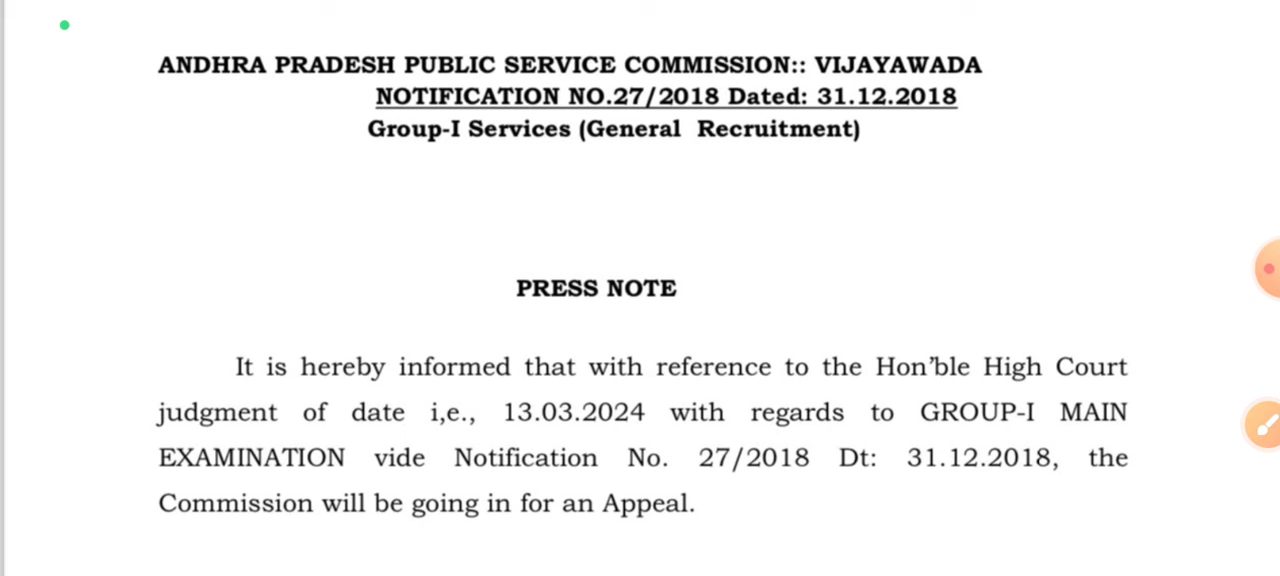 ANDHRA PRADESH PUBLIC SERVICE COMMISSION:: VIJAYAWADA
NOTIFICATION NO.27/2018 Dated: 31.12.2018
Group-I Services (General Recruitment)
PRESS NOTE
It is hereby informed that with reference to the Hon’ble High Court
judgment of date i,e., 13.03.2024 with regards to GROUP-I MAIN
EXAMINATION vide Notification No. 27/2018 Dt: 31.12.2018, the
Commission will be going in for an Appeal.